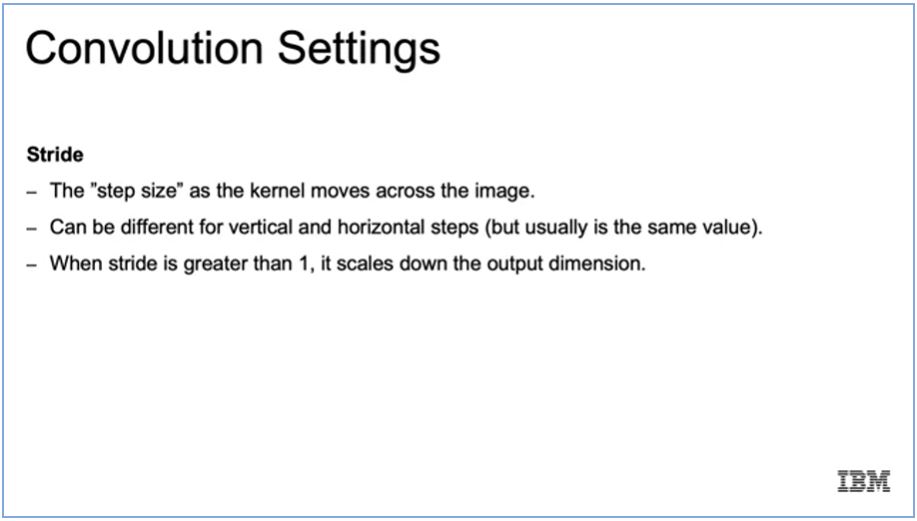 Convolution Settings
Stride
– The "step size” as the kernel moves across the image.
– Can be different for vertical and horizontal steps (but usually is the same value).
– When stride is greater than 1, it scales down the output dimension.
IBM